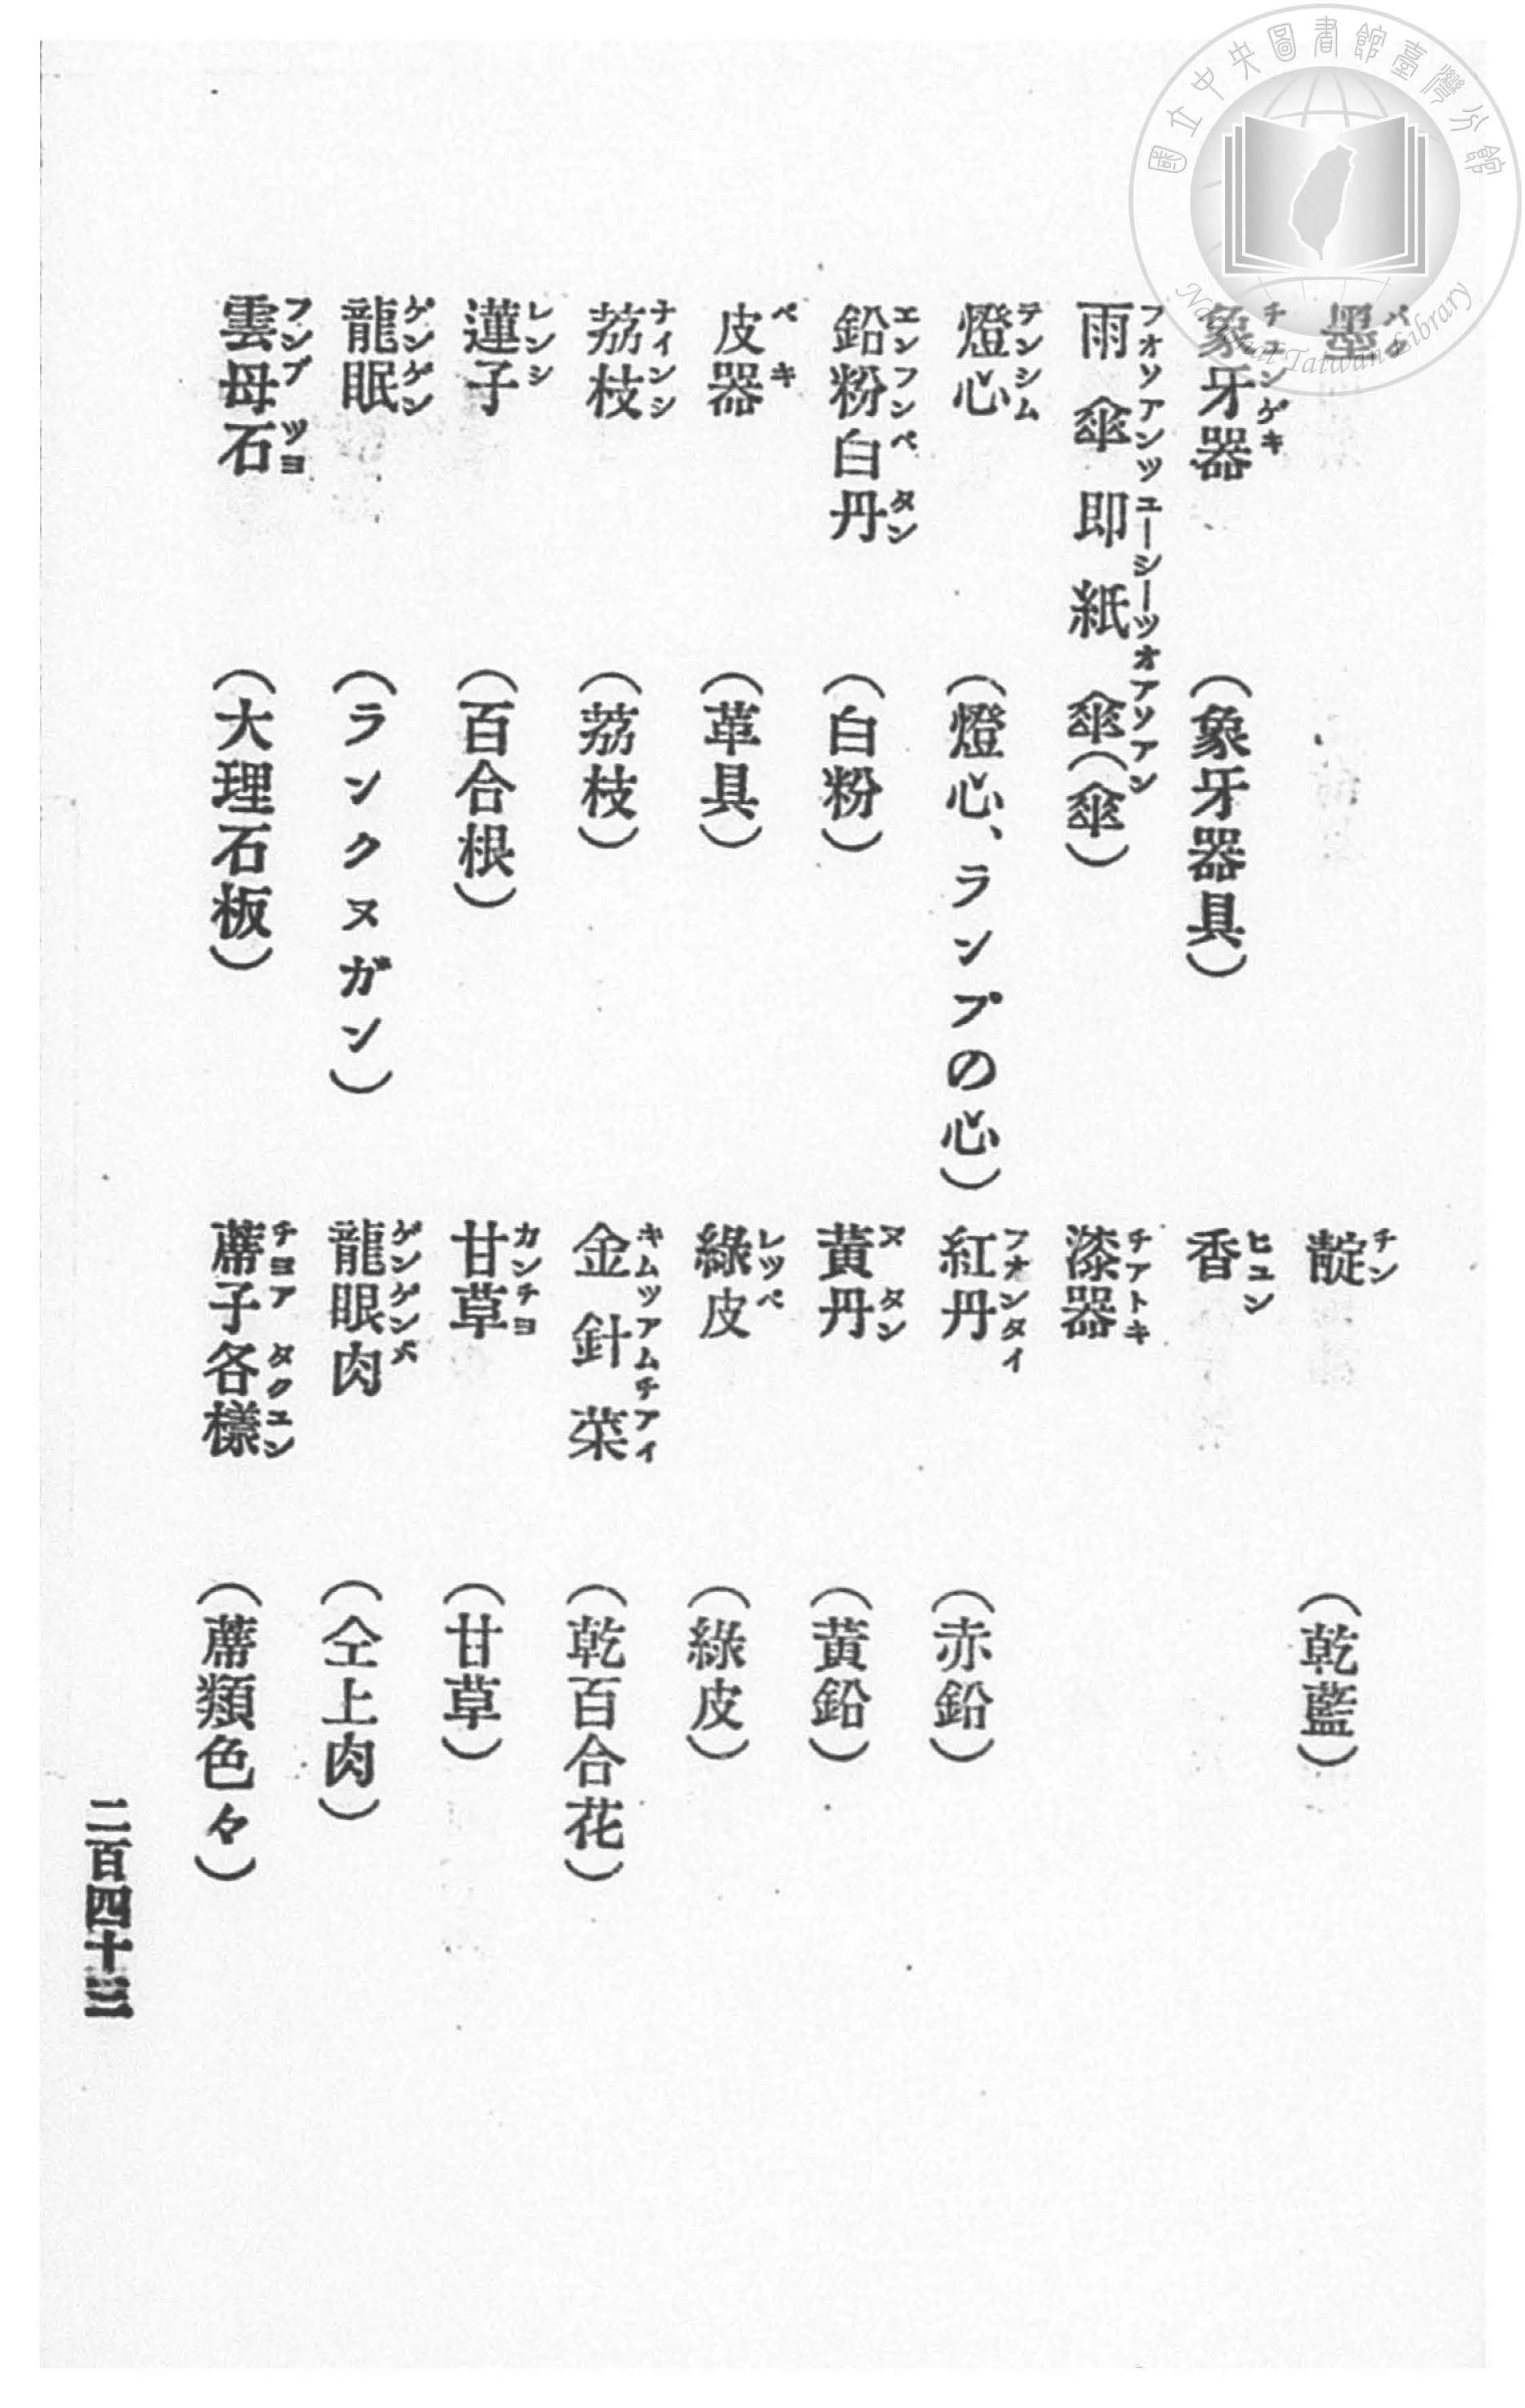 國立中央圖書館臺灣分館
National Taiwan Library
墨 バク
象牙器 チュンゲキ (象牙器具)
雨傘即紙傘 フオソアンッユーシーツオアソアン (傘)
燈心 テンシム (燈心、ランプの心)
鉛粉白丹 エンフンペタン (白粉)
皮器 ペキ (革具)
荔枝 ナインシ (荔枝)
蓮子 レンシ (百合根)
龍眠 ゲンゲン (ランクヌガン)
雲母石 フンブツヨ (大理石板)
靛 チン (乾藍)
香 ヒユン
漆器 チアトキ
紅丹 フオンタイ (赤鉛)
黃丹 ヌタン (黃鉛)
綠皮 レツペ (綠皮)
金針菜 キムツアムチアイ (乾百合花)
甘草 カンチヨ (甘草)
龍眼肉 ゲンゲン (仝上肉)
蓆子各樣 チヨアタクユン (蓆類色々)
二百四十三